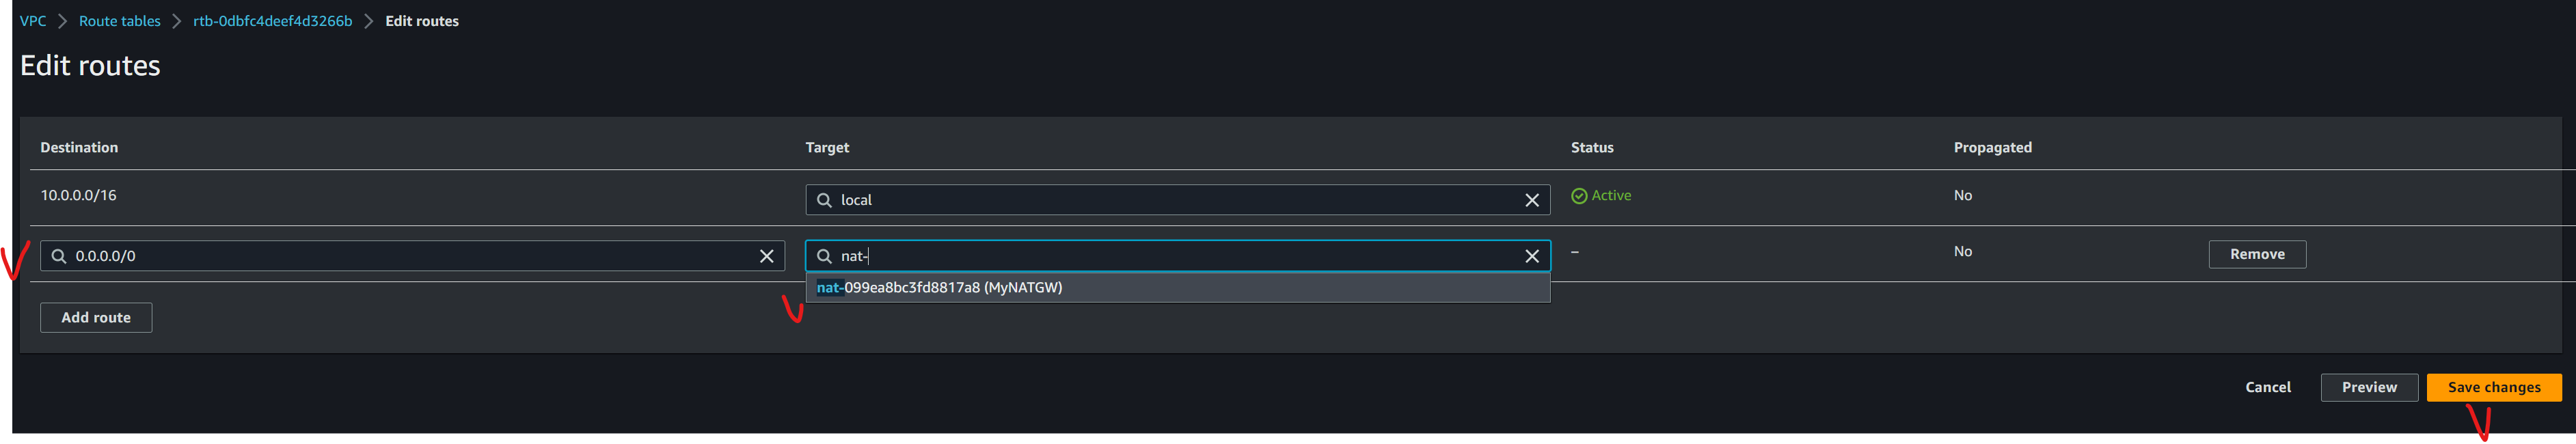 VPC > Route tables > rtb-0dbfc4deef4d3266b > Edit routes
Edit routes
Destination Target Status Propagated
10.0.0.0/16 local Active No
0.0.0.0/0 nat- – No Remove
nat-099ea8bc3fd8817a8 (MyNATGW)
Add route
Cancel Preview Save changes